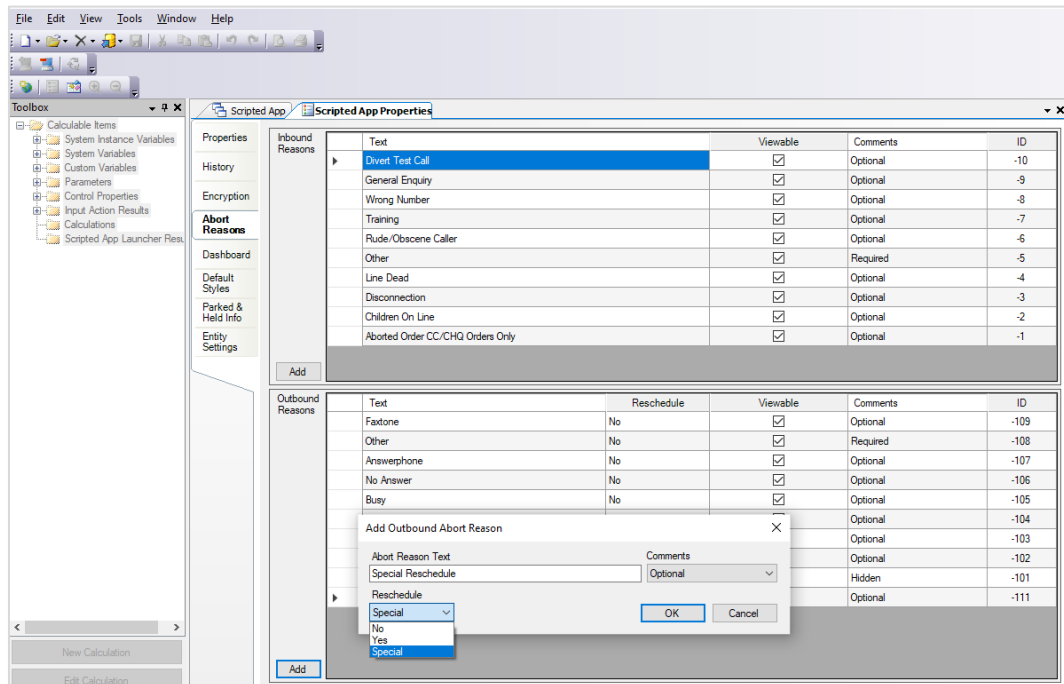 File Edit View Tools Window Help
Toolbox
Calculable Items
System Instance Variables
System Variables
Custom Variables
Parameters
Control Properties
Input Action Results
Calculations
Scripted App Launcher Resu
New Calculation
Edit Calculation
Scripted App Scripted App Properties
Properties
History
Encryption
Abort
Reasons
Dashboard
Default
Styles
Parked &
Held Info
Entity
Settings
Inbound
Reasons
Text Viewable Comments ID
Divert Test Call Optional -10
General Enquiry Optional -9
Wrong Number Optional -8
Training Optional -7
Rude/Obscene Caller Optional -6
Other Required -5
Line Dead Optional -4
Disconnection Optional -3
Children On Line Optional -2
Aborted Order CC/CHQ Orders Only Optional -1
Add
Outbound
Reasons
Text Reschedule Viewable Comments ID
Faxtone No Optional -109
Other No Required -108
Answerphone No Optional -107
No Answer No Optional -106
Busy No Optional -105
Optional -104
Optional -103
Optional -102
Hidden -101
Optional -111
Add Outbound Abort Reason
Abort Reason Text Comments
Special Reschedule Optional
Reschedule
Special OK Cancel
No
Yes
Special
Add